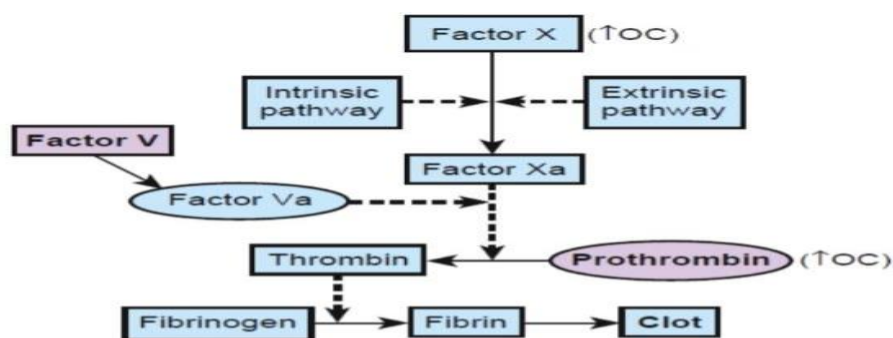 Factor X (↑OC)
Intrinsic
pathway
Extrinsic
pathway
Factor V
Factor Xa
Factor Va
Thrombin
Prothrombin (↑OC)
Fibrinogen
Fibrin
Clot